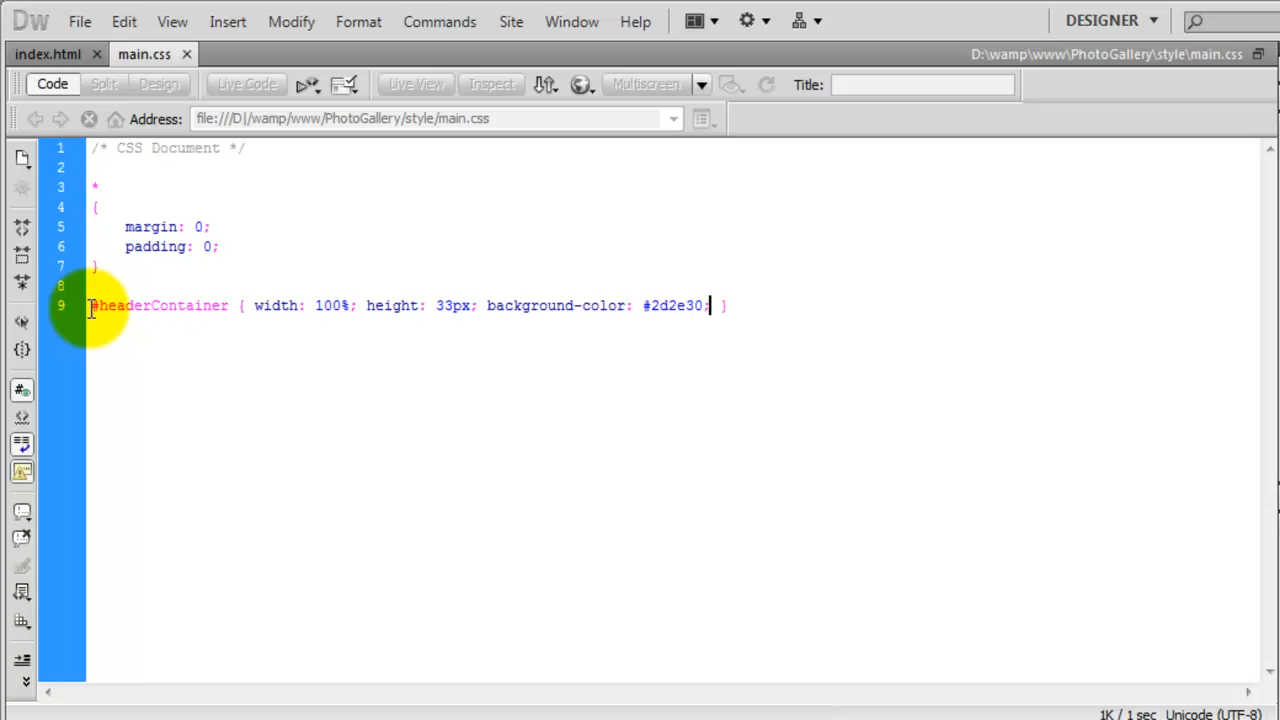 Dw File Edit View Insert Modify Format Commands Site Window Help DESIGNER
index.html × main.css × D:\wamp\www\PhotoGallery\style\main.css
Code Split Design Live Code Live View Inspect Multiscreen Title:
Address: file:///D|/wamp/www/PhotoGallery/style/main.css
1 /* CSS Document */
2
3 *
4 {
5 margin: 0;
6 padding: 0;
7 }
8
9 #headerContainer { width: 100%; height: 33px; background-color: #2d2e30; }
1K / 1 sec Unicode (UTF-8)